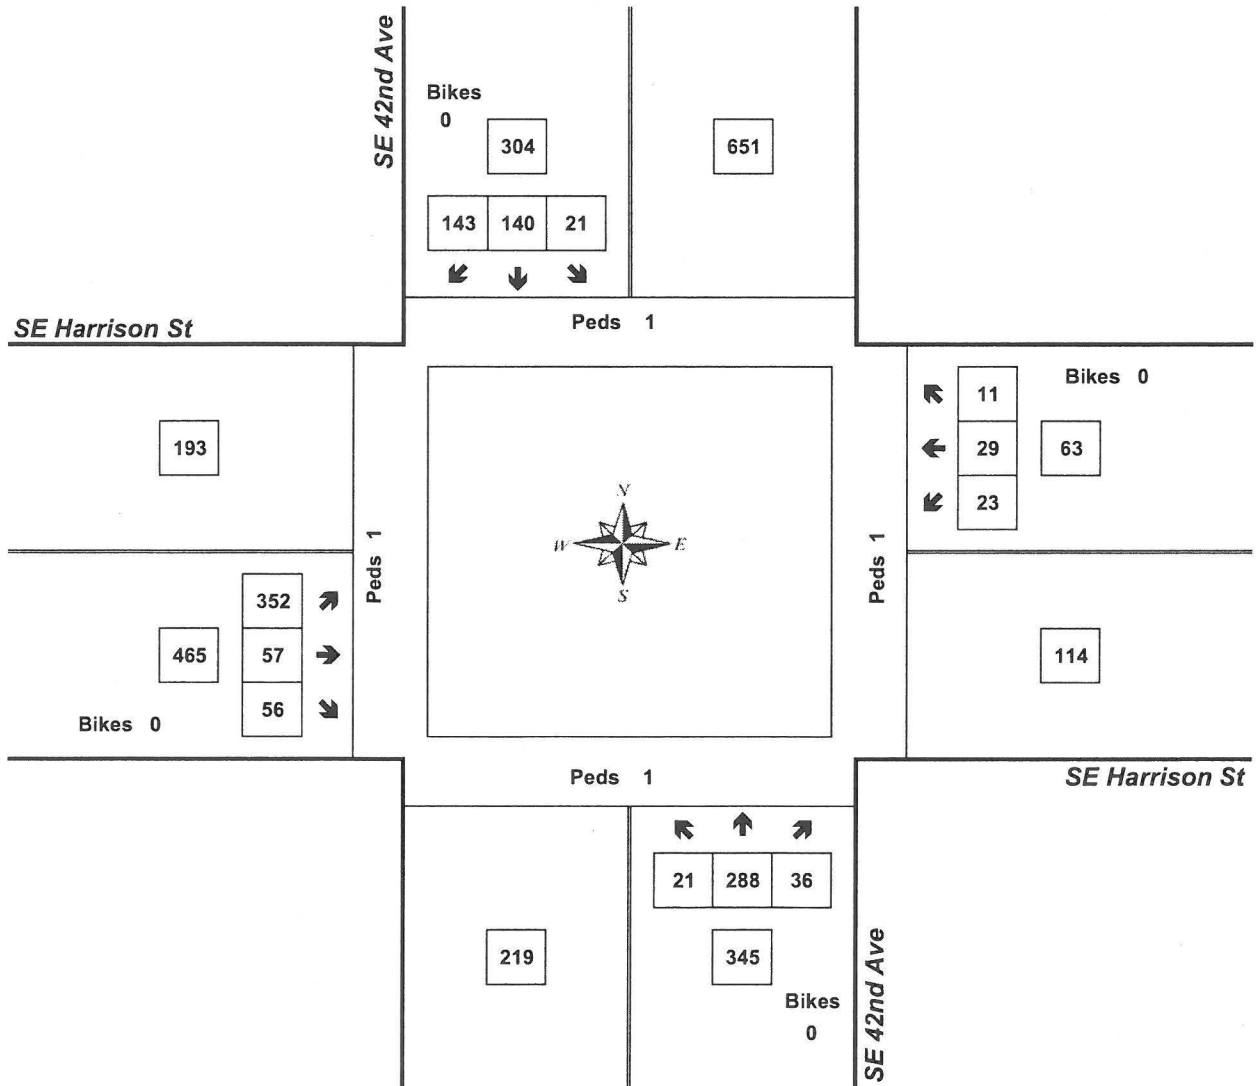 SE 42nd Ave
Bikes
0
304
651
143 140 21
Peds 1
SE Harrison St
Bikes 0
11
193
29
63
23
N
W E
S
Peds 1
Peds 1
352
465
57
114
56
Bikes 0
Peds 1
SE Harrison St
21 288 36
219
345
Bikes
0
SE 42nd Ave